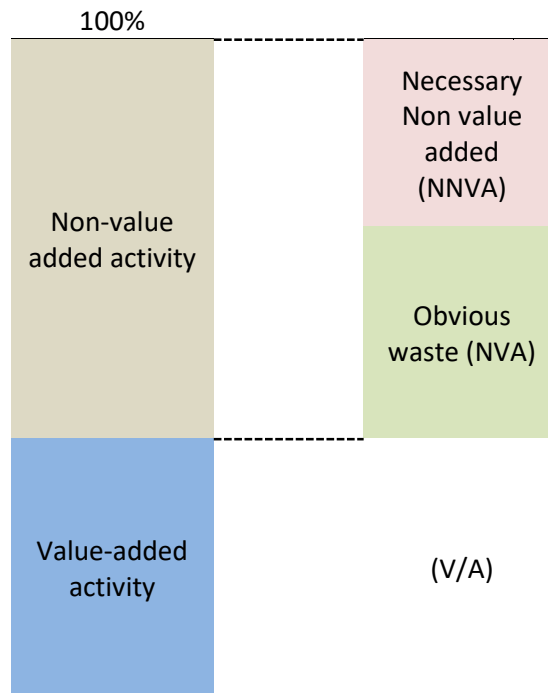 100%
Necessary
Non value
added
(NNVA)
Non-value
added activity
Obvious
waste (NVA)
Value-added
activity
(V/A)